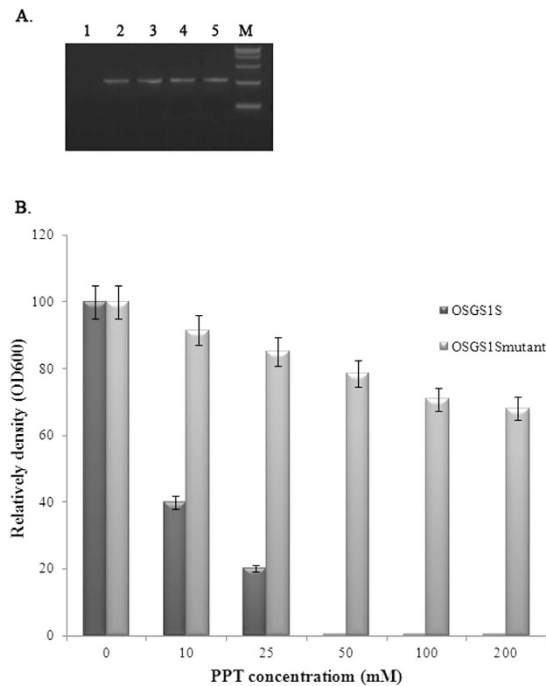 A.
1 2 3 4 5 M
B.
120
100
80
60
40
20
0
Relatively density (OD600)
OSGS1S
OSGS1Smutant
0 10 25 50 100 200
PPT concentratiom (mM)